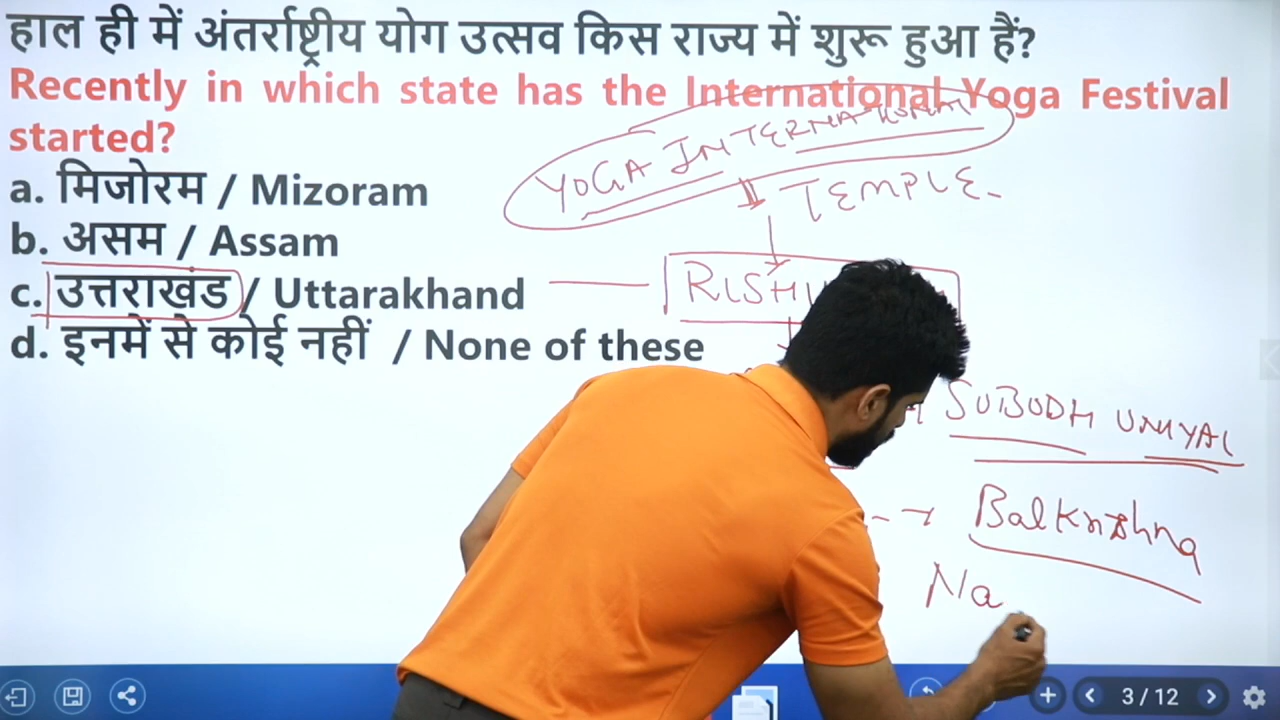 हाल ही में अंतर्राष्ट्रीय योग उत्सव किस राज्य में शुरू हुआ हैं?
Recently in which state has the International Yoga Festival
started?
YOGA INTERNATIONAL
TEMPLE
a. मिजोरम / Mizoram
b. असम / Assam
c. उत्तराखंड / Uttarakhand
RISHI
d. इनमें से कोई नहीं / None of these
SUBODH UNIYAL
Balkrishna
Na
3 / 12